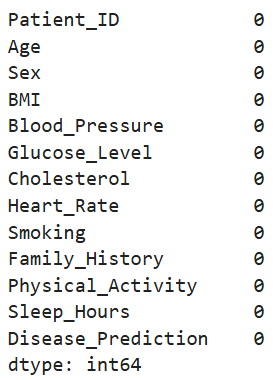 Patient_ID 0
Age 0
Sex 0
BMI 0
Blood_Pressure 0
Glucose_Level 0
Cholesterol 0
Heart_Rate 0
Smoking 0
Family_History 0
Physical_Activity 0
Sleep_Hours 0
Disease_Prediction 0
dtype: int64